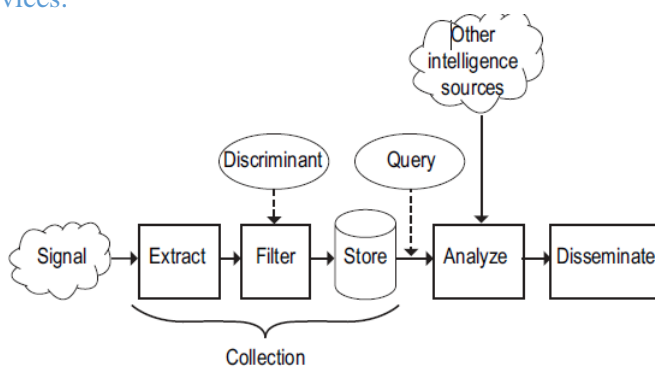 vices.
Other
intelligence
sources
Discriminant
Query
Signal
Extract
Filter
Store
Analyze
Disseminate
Collection